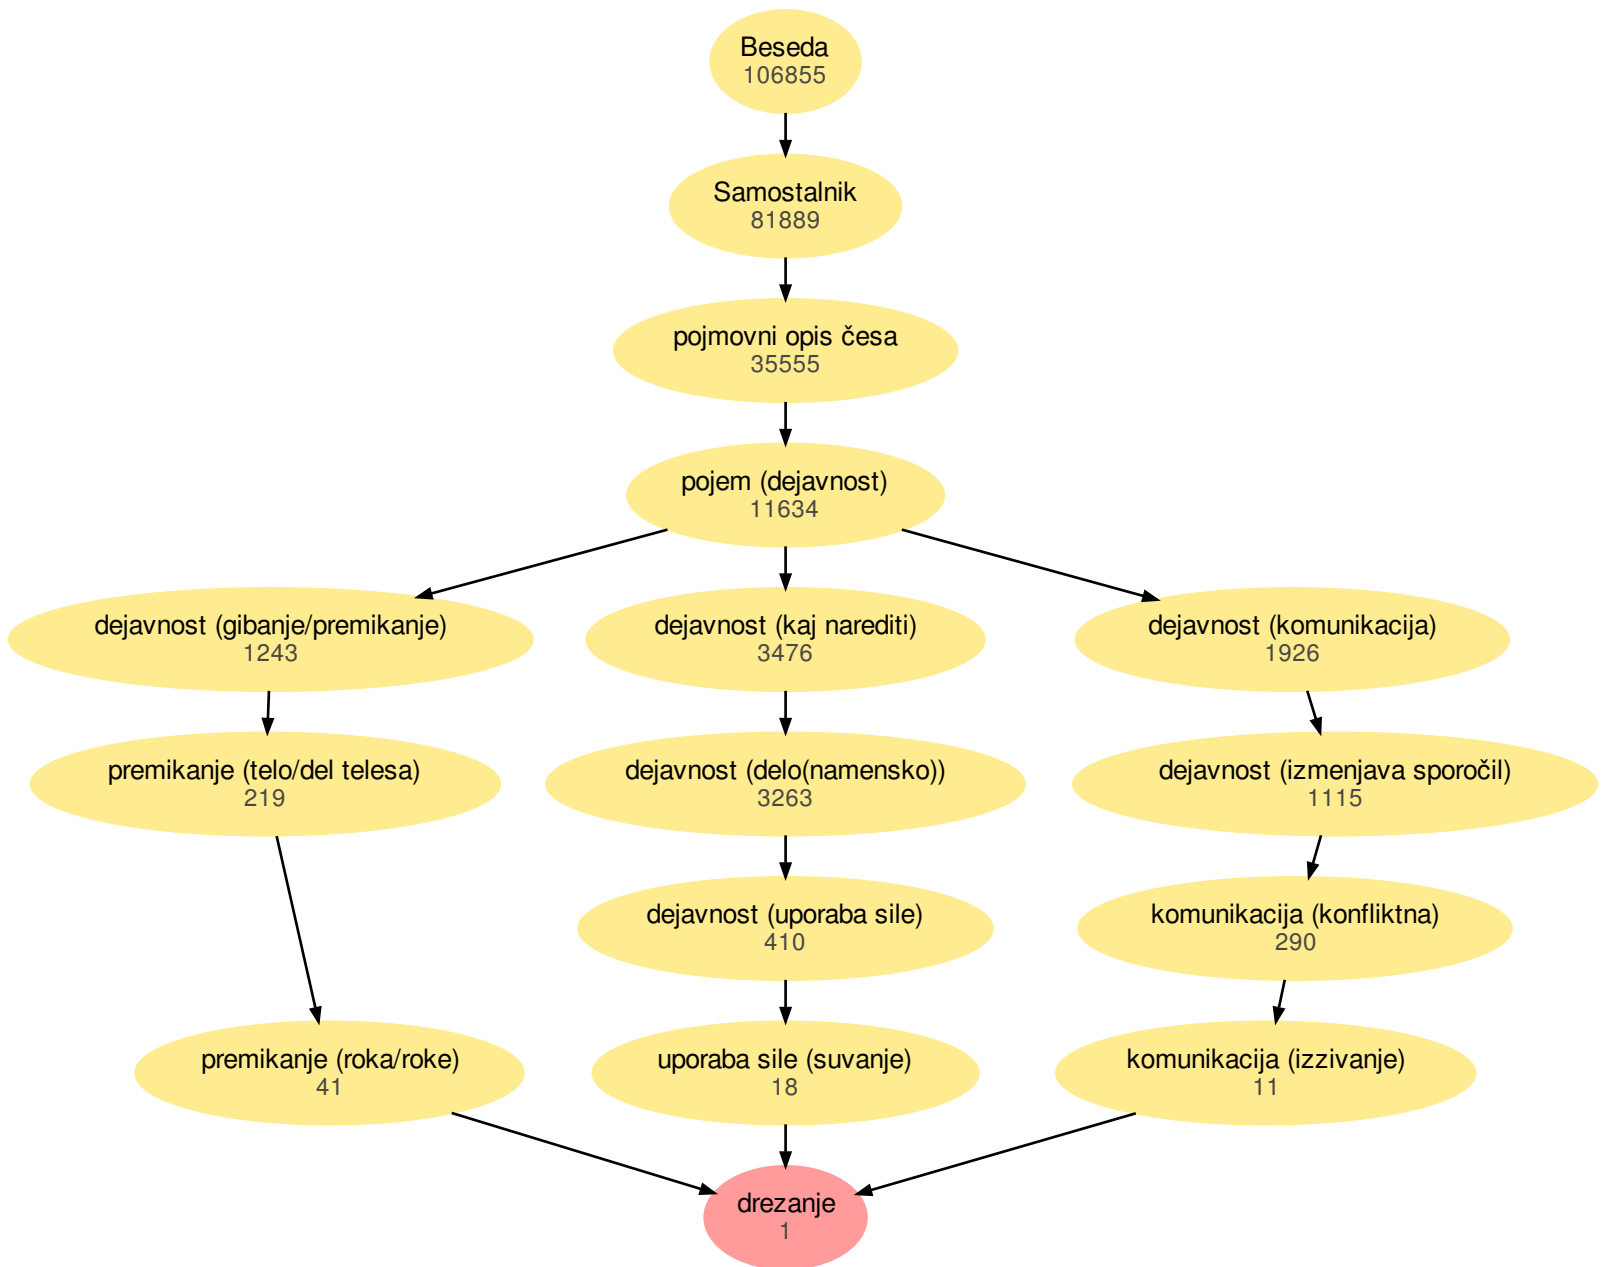 Beseda
106855
Samostalnik
81889
pojmovni opis česa
35555
pojem (dejavnost)
11634
dejavnost (gibanje/premikanje)
1243
dejavnost (kaj narediti)
3476
dejavnost (komunikacija)
1926
premikanje (telo/del telesa)
219
dejavnost (delo(namensko))
3263
dejavnost (izmenjava sporočil)
1115
dejavnost (uporaba sile)
410
komunikacija (konfliktna)
290
premikanje (roka/roke)
41
uporaba sile (suvanje)
18
komunikacija (izzivanje)
11
drezanje
1